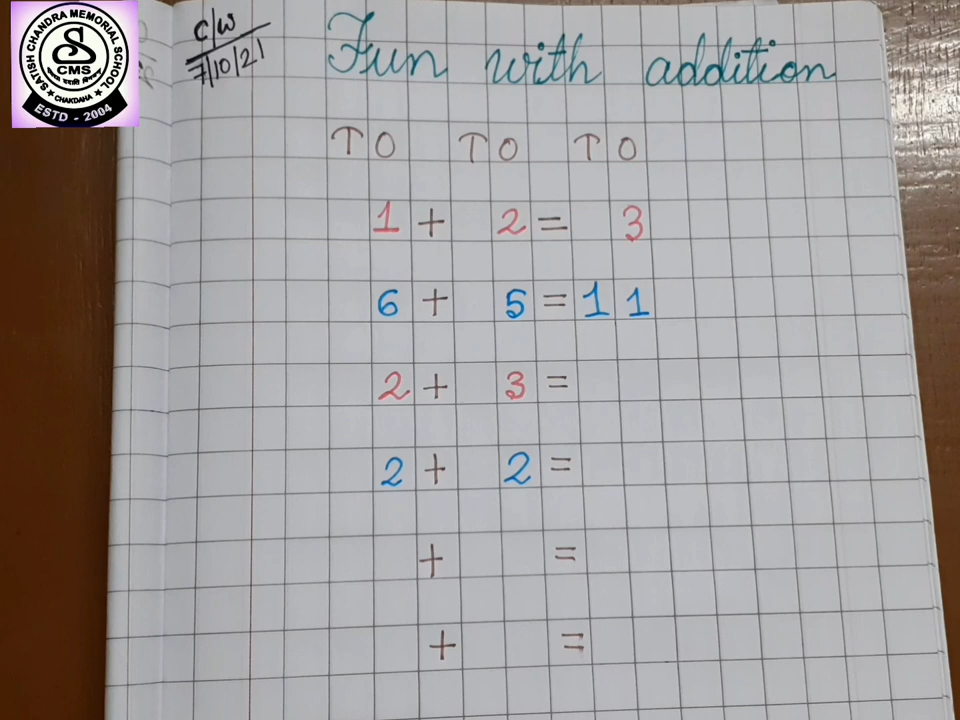 SATISH CHANDRA MEMORIAL SCHOOL
S
CMS
★ CHAKDAHA ★
ESTD - 2004
C/W
7/10/21
Fun with addition
T O T O T O
1 + 2 = 3
6 + 5 = 1 1
2 + 3 =
2 + 2 =
+ =
+ =